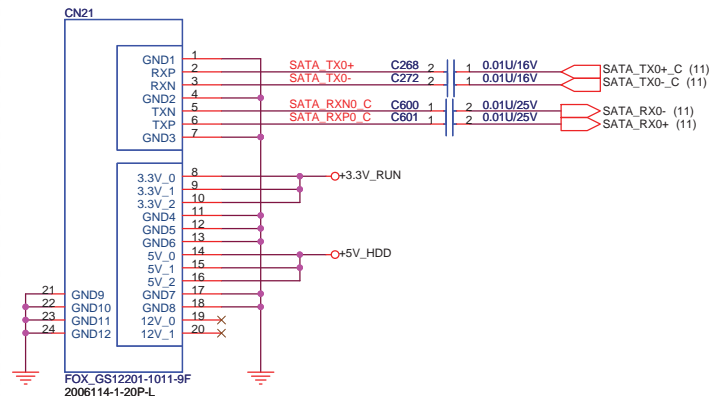 CN21
GND1 1
RXP 2 SATA_TX0+ C268 2 1 0.01U/16V SATA_TX0+_C (11)
RXN 3 SATA_TX0- C272 2 1 0.01U/16V SATA_TX0-_C (11)
GND2 4
TXN 5 SATA_RXN0_C C600 1 2 0.01U/25V SATA_RX0- (11)
TXP 6 SATA_RXP0_C C601 1 2 0.01U/25V SATA_RX0+ (11)
GND3 7
3.3V_0 8 +3.3V_RUN
3.3V_1 9
3.3V_2 10
GND4 11
GND5 12
GND6 13
5V_0 14 +5V_HDD
5V_1 15
5V_2 16
21 GND9 GND7 17
22 GND10 GND8 18
23 GND11 12V_0 19
24 GND12 12V_1 20
FOX_GS12201-1011-9F
2006114-1-20P-L